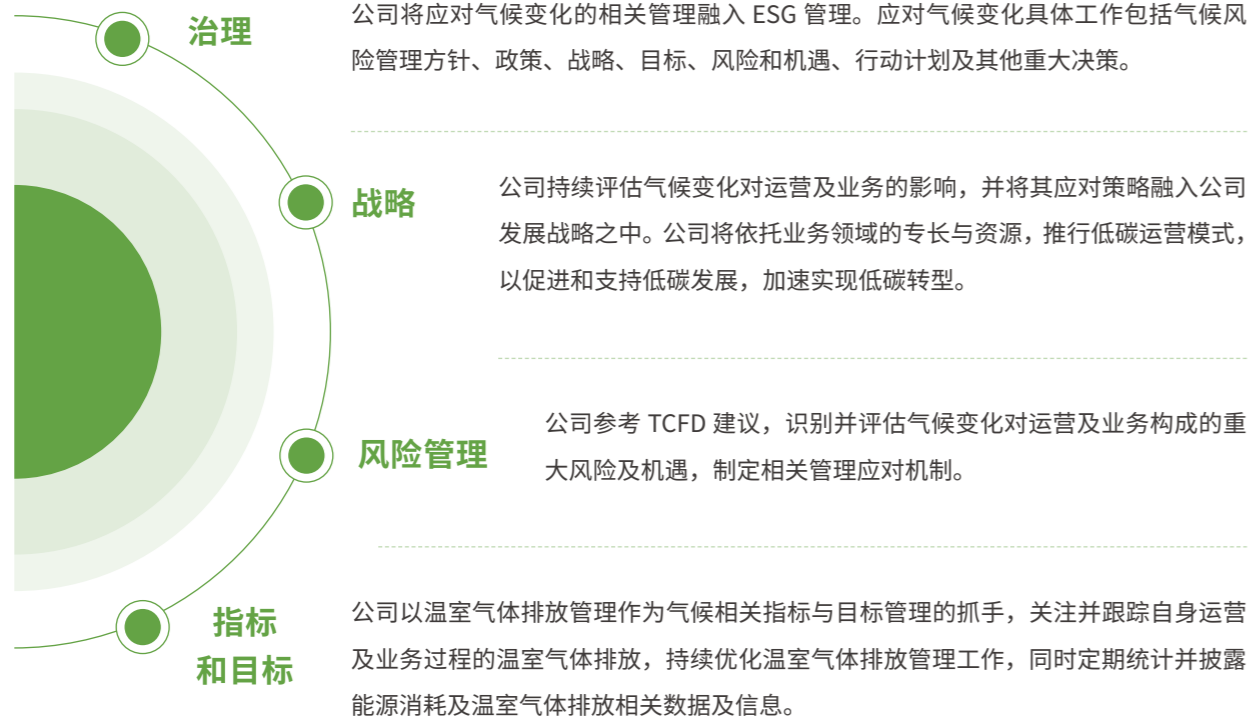 治理
公司将应对气候变化的相关管理融入 ESG 管理。应对气候变化具体工作包括气候风
险管理方针、政策、战略、目标、风险和机遇、行动计划及其他重大决策。
战略
公司持续评估气候变化对运营及业务的影响，并将其应对策略融入公司
发展战略之中。公司将依托业务领域的专长与资源，推行低碳运营模式，
以促进和支持低碳发展，加速实现低碳转型。
风险管理
公司参考 TCFD 建议，识别并评估气候变化对运营及业务构成的重
大风险及机遇，制定相关管理应对机制。
指标
和目标
公司以温室气体排放管理作为气候相关指标与目标管理的抓手，关注并跟踪自身运营
及业务过程的温室气体排放，持续优化温室气体排放管理工作，同时定期统计并披露
能源消耗及温室气体排放相关数据及信息。